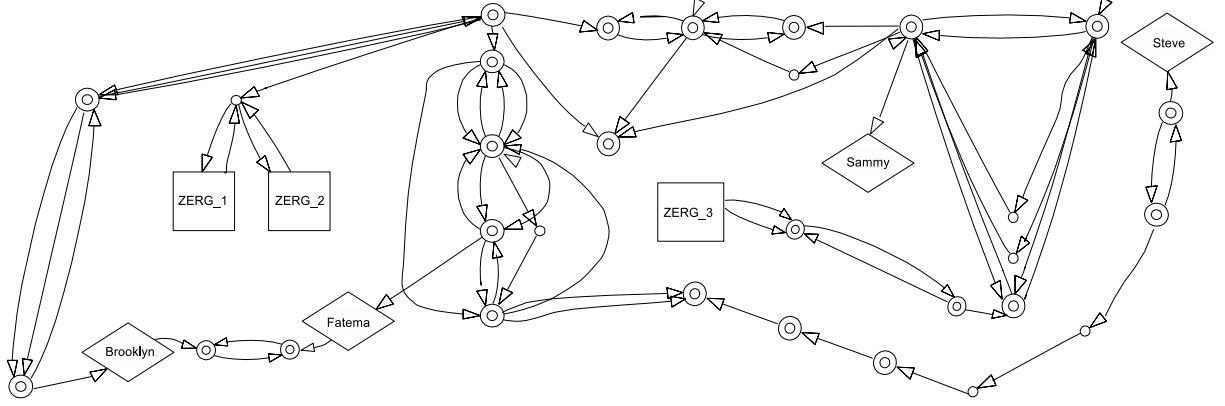 Steve
Sammy
ZERG_1
ZERG_2
ZERG_3
Fatema
Brooklyn